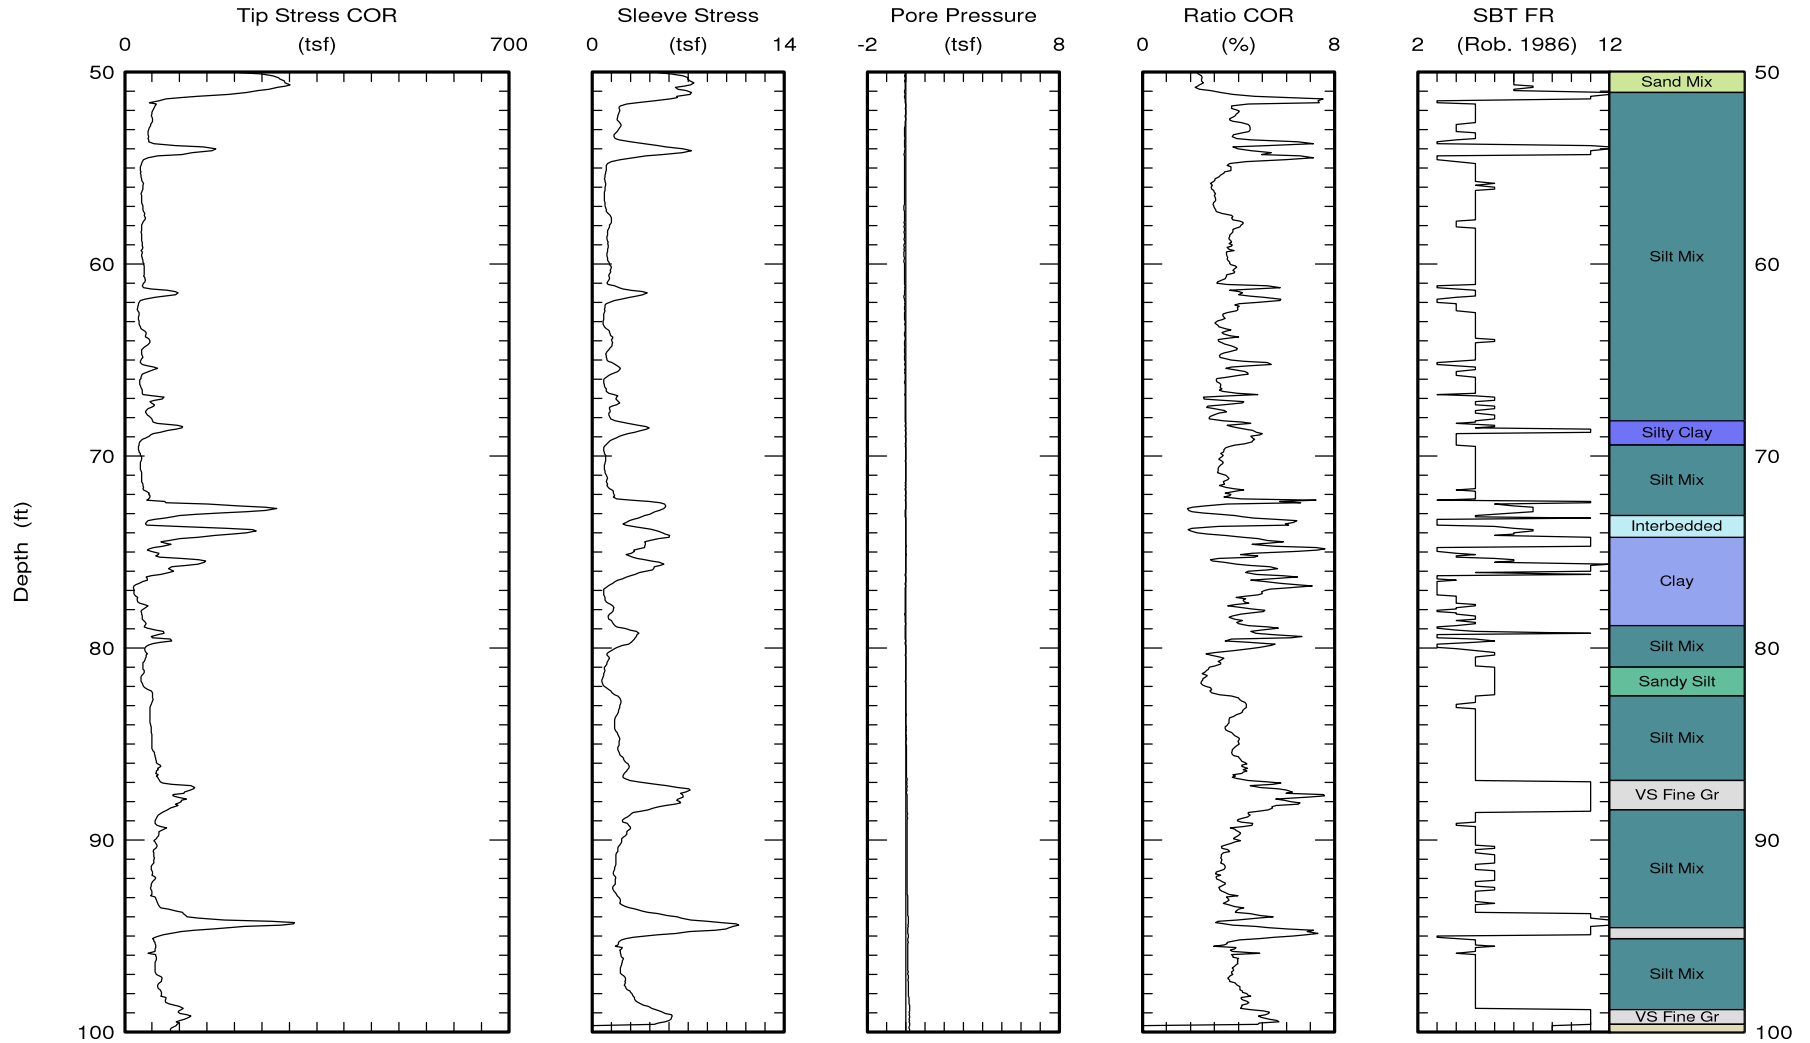 Tip Stress COR Sleeve Stress Pore Pressure Ratio COR SBT FR
0 (tsf) 700 0 (tsf) 14 -2 (tsf) 8 0 (%) 8 2 (Rob. 1986) 12
50 Sand Mix 50
60 Silt Mix 60
Silty Clay
70 70
Silt Mix
Depth (ft) Interbedded
Clay
80 Silt Mix 80
Sandy Silt
Silt Mix
VS Fine Gr
90 90
Silt Mix
Silt Mix
VS Fine Gr
100 100